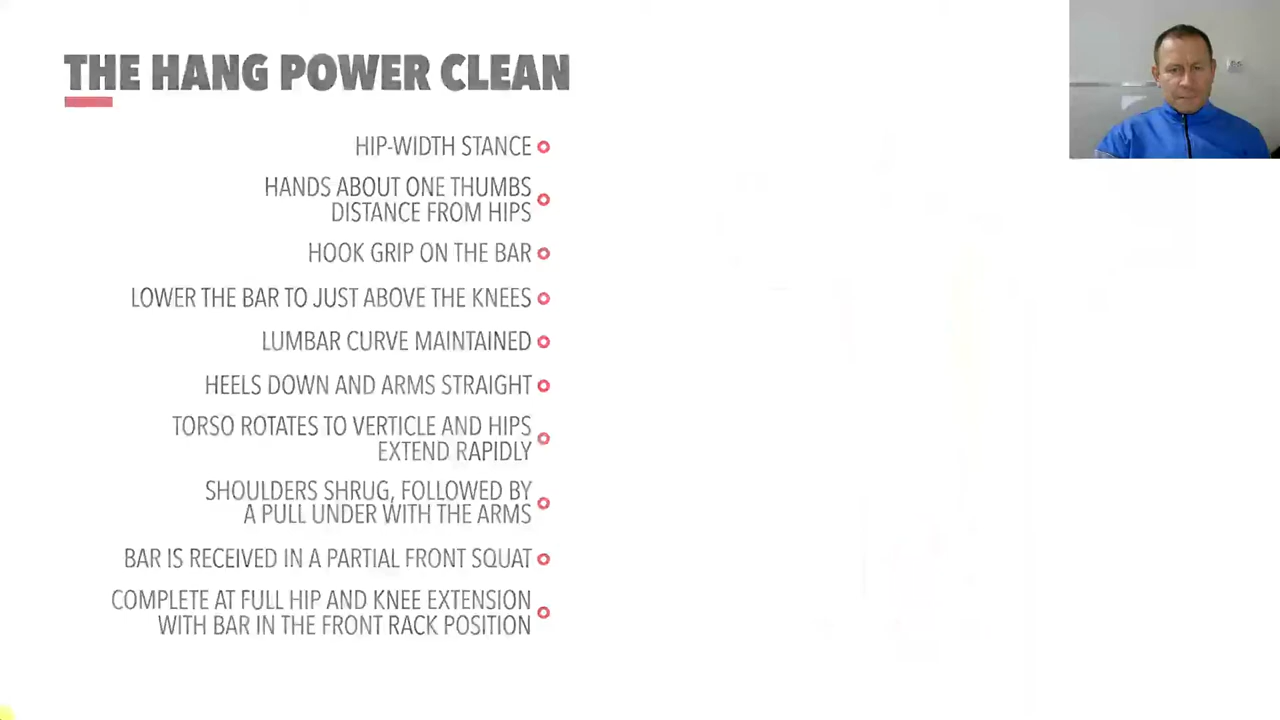 THE HANG POWER CLEAN
HIP-WIDTH STANCE
HANDS ABOUT ONE THUMBS
DISTANCE FROM HIPS
HOOK GRIP ON THE BAR
LOWER THE BAR TO JUST ABOVE THE KNEES
LUMBAR CURVE MAINTAINED
HEELS DOWN AND ARMS STRAIGHT
TORSO ROTATES TO VERTICLE AND HIPS
EXTEND RAPIDLY
SHOULDERS SHRUG, FOLLOWED BY
A PULL UNDER WITH THE ARMS
BAR IS RECEIVED IN A PARTIAL FRONT SQUAT
COMPLETE AT FULL HIP AND KNEE EXTENSION
WITH BAR IN THE FRONT RACK POSITION